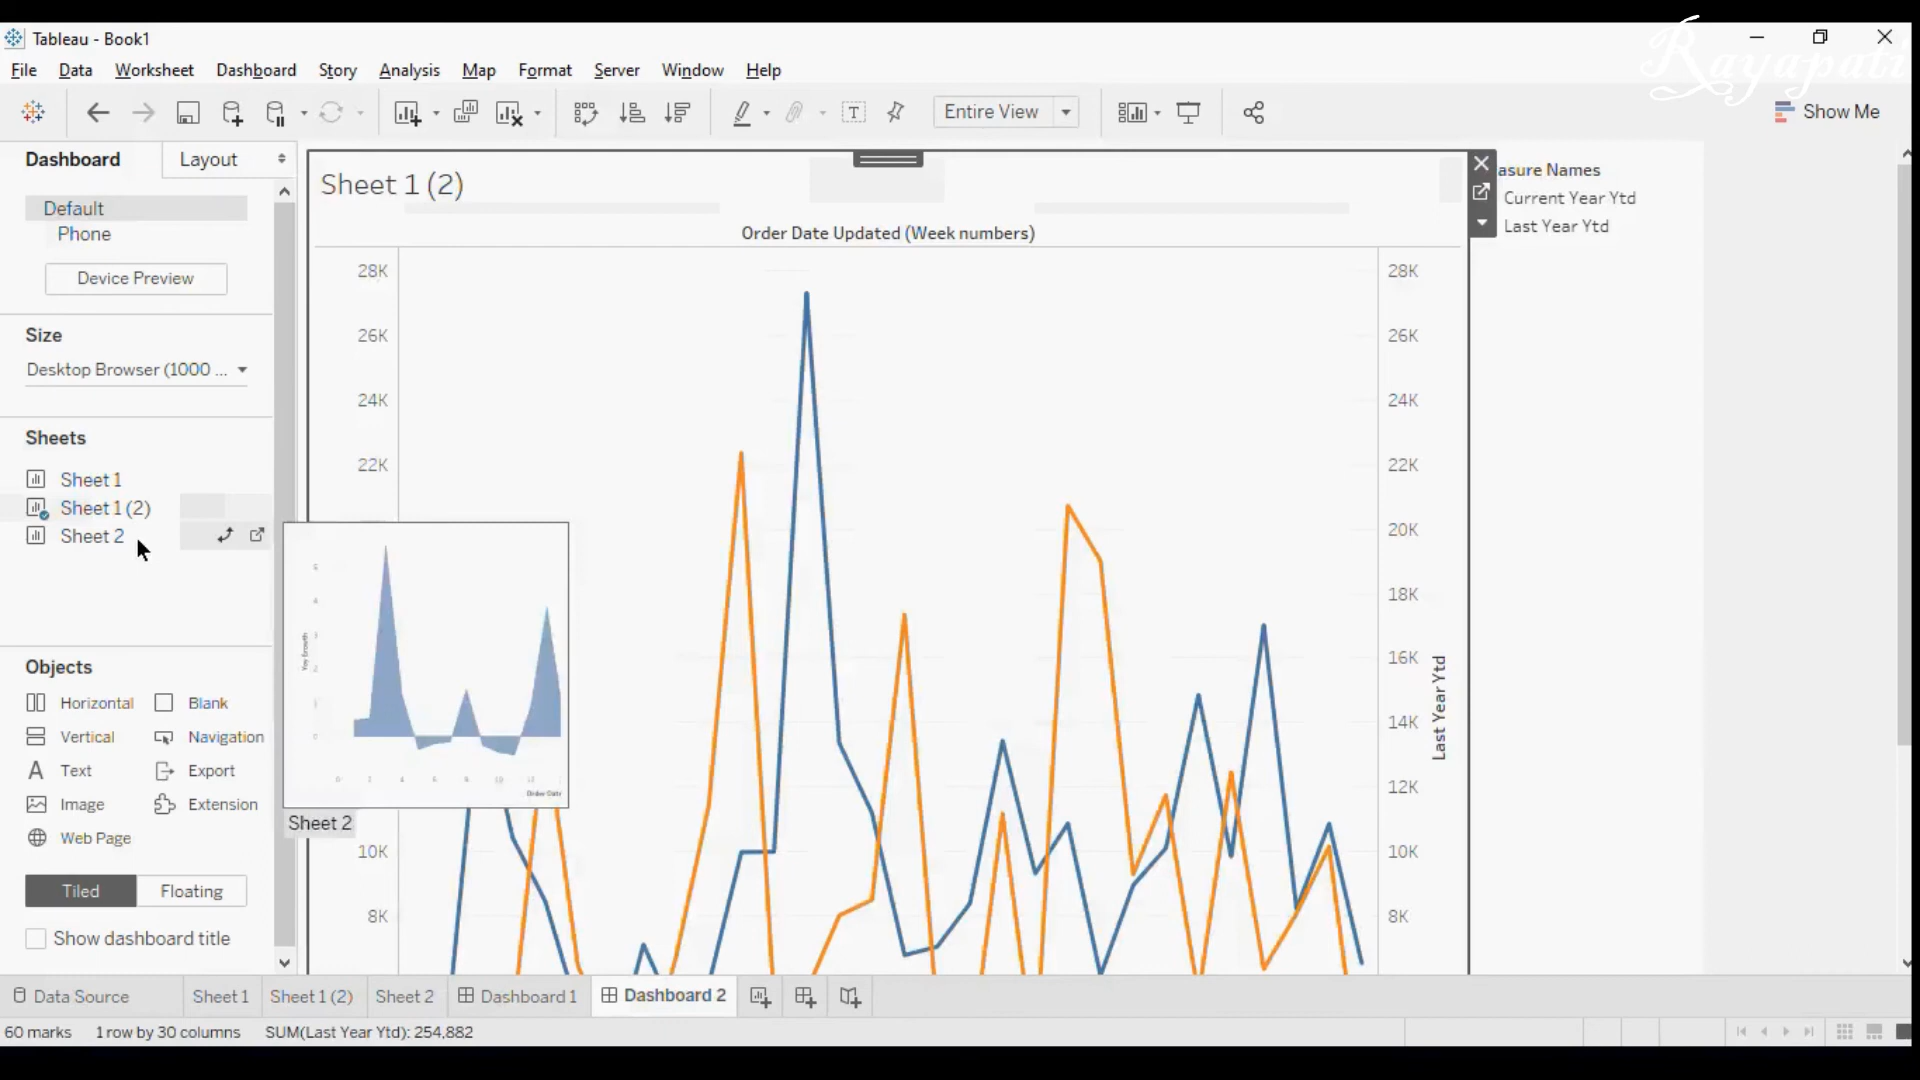 Rayapati
Tableau - Book1
File Data Worksheet Dashboard Story Analysis Map Format Server Window Help
Entire View
Show Me
Dashboard Layout
Default
Phone
Device Preview
Size
Desktop Browser (1000 ...
Sheets
Sheet 1
Sheet 1 (2)
Sheet 2
Objects
Horizontal Blank
Vertical Navigation
Text Export
Image Extension
Web Page
Tiled Floating
Show dashboard title
Sheet 1 (2)
Order Date Updated (Week numbers)
28K
26K
24K
22K
10K
8K
Sheet 2
28K
26K
24K
22K
20K
18K
16K
14K
12K
10K
8K
Last Year Ytd
asure Names
Current Year Ytd
Last Year Ytd
Data Source Sheet 1 Sheet 1 (2) Sheet 2 Dashboard 1 Dashboard 2
60 marks 1 row by 30 columns SUM(Last Year Ytd): 254,882